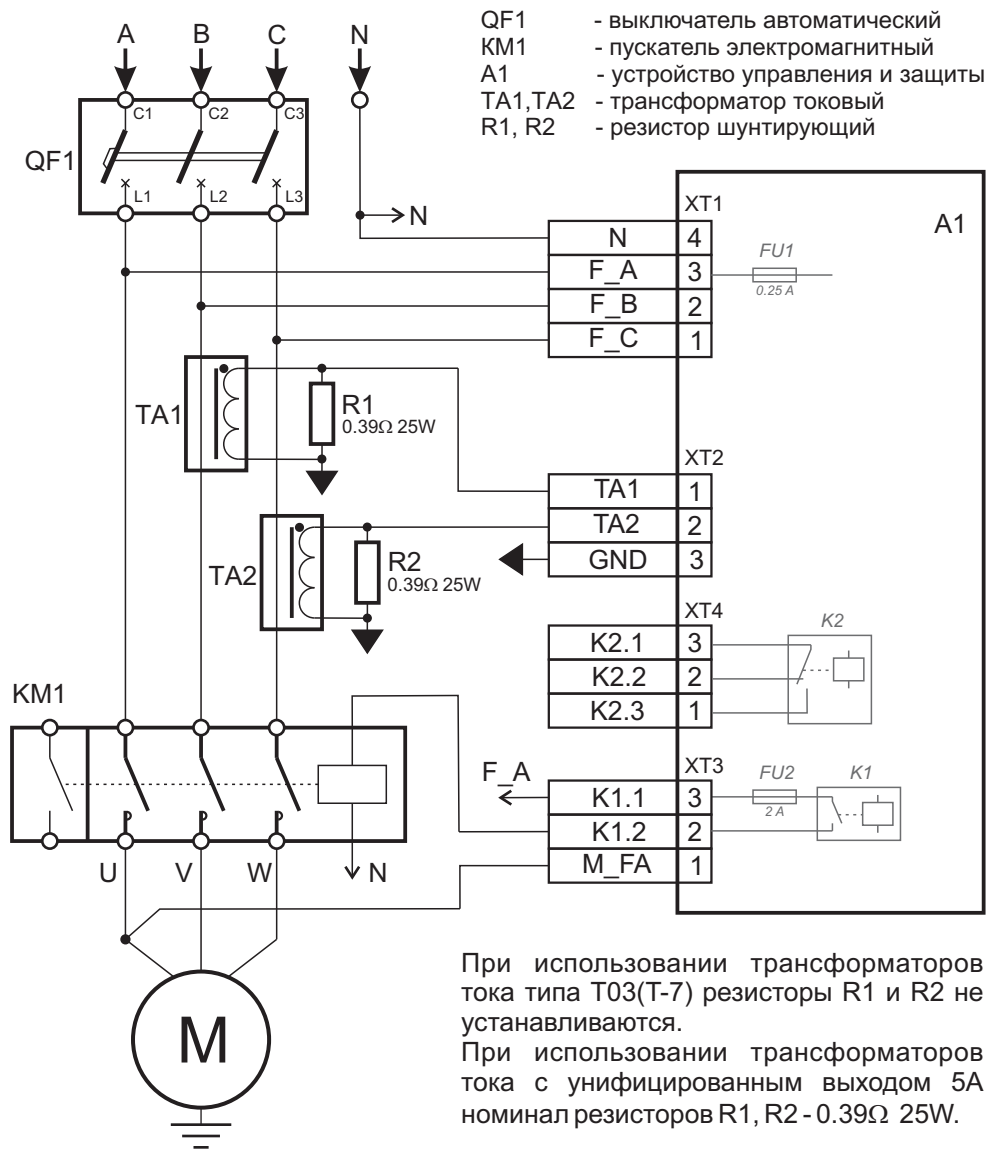 QF1 - выключатель автоматический
КМ1 - пускатель электромагнитный
А1 - устройство управления и защиты
ТА1,ТА2 - трансформатор токовый
R1, R2 - резистор шунтирующий
A B C N
C1 C2 C3
QF1
L1 L2 L3
N
XT1
A1
N 4
F_A 3
FU1
0.25 A
F_B 2
F_C 1
TA1
R1
0.39Ω 25W
XT2
TA1 1
TA2 2
GND 3
TA2
R2
0.39Ω 25W
XT4
K2
K2.1 3
K2.2 2
K2.3 1
KM1
XT3
F_A
FU2 K1
K1.1 3
2 A
K1.2 2
M_FA 1
U V W N
M
При использовании трансформаторов
тока типа Т03(Т-7) резисторы R1 и R2 не
устанавливаются.
При использовании трансформаторов
тока с унифицированным выходом 5А
номинал резисторов R1, R2 - 0.39Ω 25W.